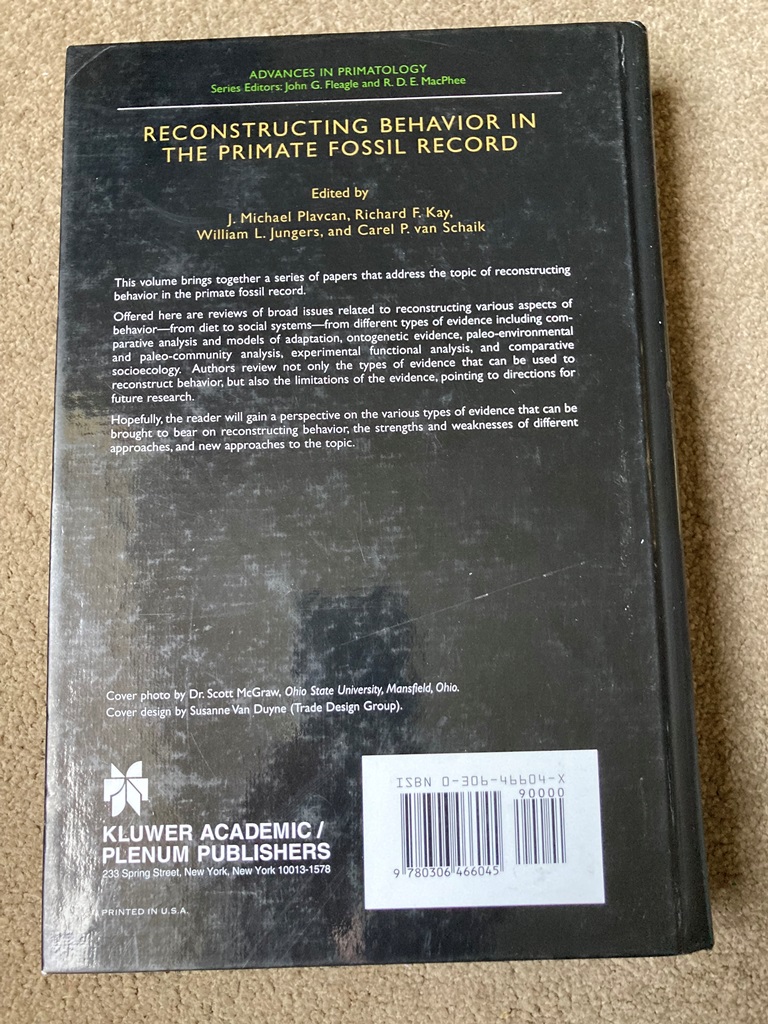 ADVANCES IN PRIMATOLOGY
Series Editors: John G. Fleagle and R. D. E. MacPhee
RECONSTRUCTING BEHAVIOR IN
THE PRIMATE FOSSIL RECORD
Edited by
J. Michael Plavcan, Richard F. Kay,
William L. Jungers, and Carel P. van Schaik
This volume brings together a series of papers that address the topic of reconstructing
behavior in the primate fossil record.
Offered here are reviews of broad issues related to reconstructing various aspects of
behavior—from diet to social systems—from different types of evidence including com-
parative analysis and models of adaptation, ontogenetic evidence, paleo-environmental
and paleo-community analysis, experimental functional analysis, and comparative
socioecology. Authors review not only the types of evidence that can be used to
reconstruct behavior, but also the limitations of the evidence, pointing to directions for
future research.
Hopefully, the reader will gain a perspective on the various types of evidence that can be
brought to bear on reconstructing behavior, the strengths and weaknesses of different
approaches, and new approaches to the topic.
Cover photo by Dr. Scott McGraw, Ohio State University, Mansfield, Ohio.
Cover design by Susanne Van Duyne (Trade Design Group).
KLUWER ACADEMIC /
PLENUM PUBLISHERS
233 Spring Street, New York, New York 10013-1578
PRINTED IN U.S.A.
ISBN 0-306-46604-X
90000
9 780306 466045